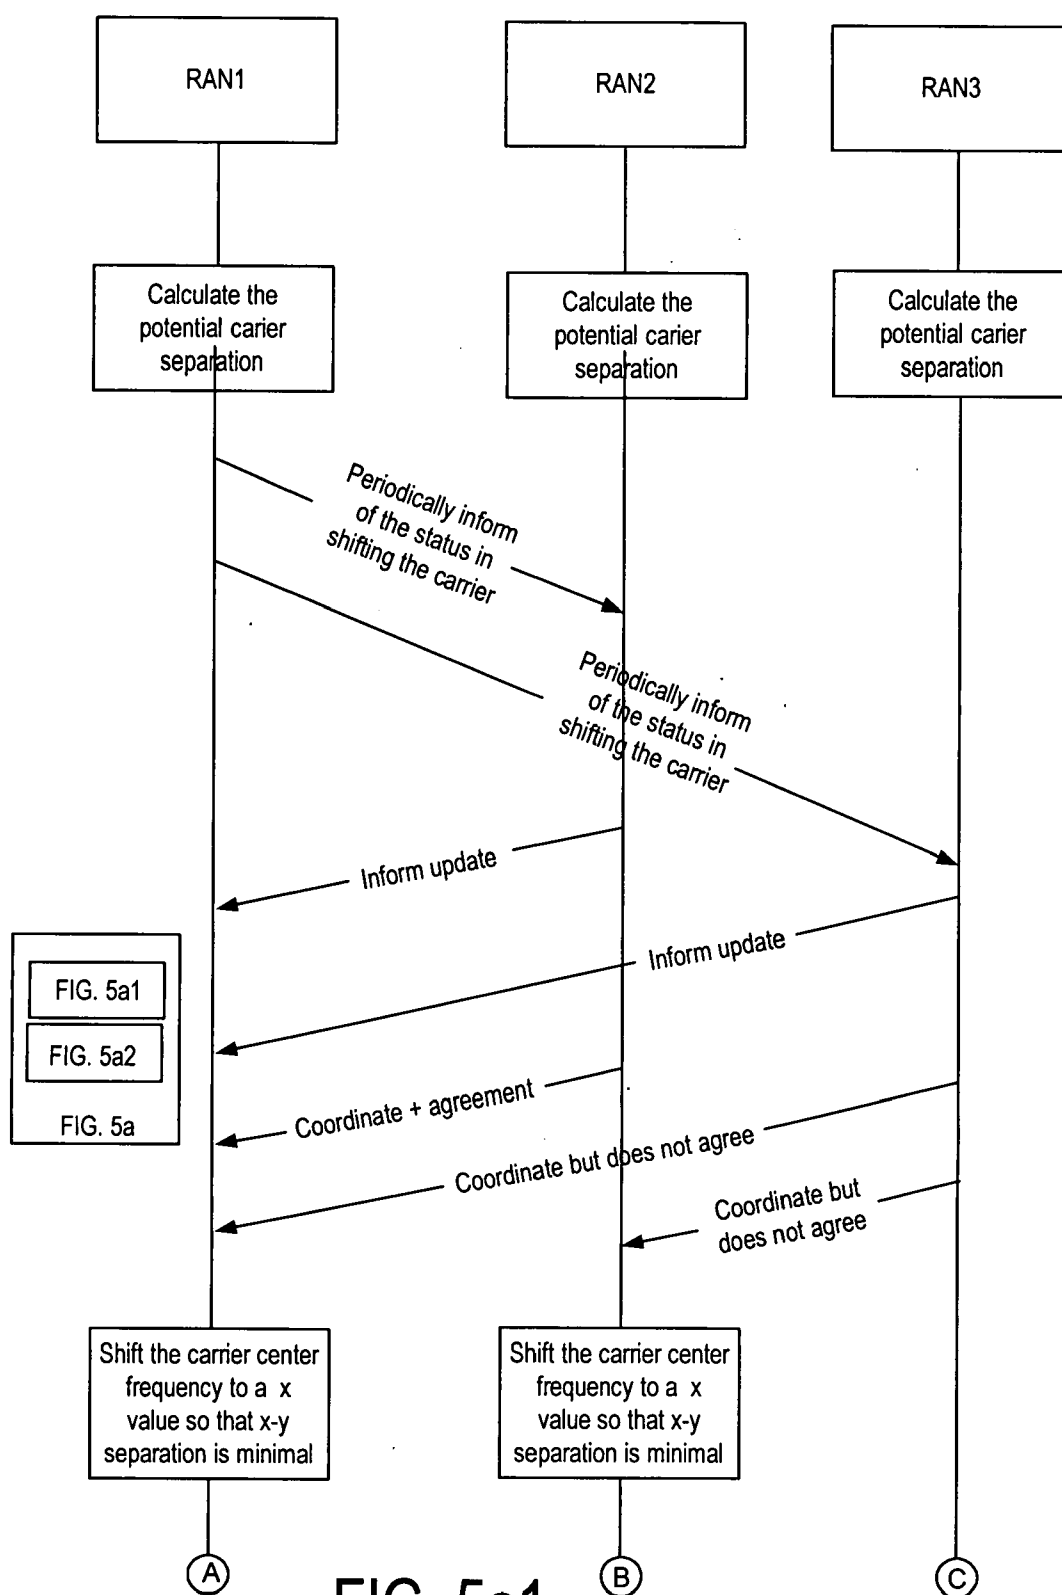 RAN1
RAN2
RAN3
Calculate the
potential carier
separation
Calculate the
potential carier
separation
Calculate the
potential carier
separation
Periodically inform
of the status in
shifting the carrier
Periodically inform
of the status in
shifting the carrier
Inform update
Inform update
FIG. 5a1
FIG. 5a2
FIG. 5a
Coordinate + agreement
Coordinate but does not agree
Coordinate but
does not agree
Shift the carrier center
frequency to a x
value so that x-y
separation is minimal
Shift the carrier center
frequency to a x
value so that x-y
separation is minimal
A
B
C
FIG. 5a1